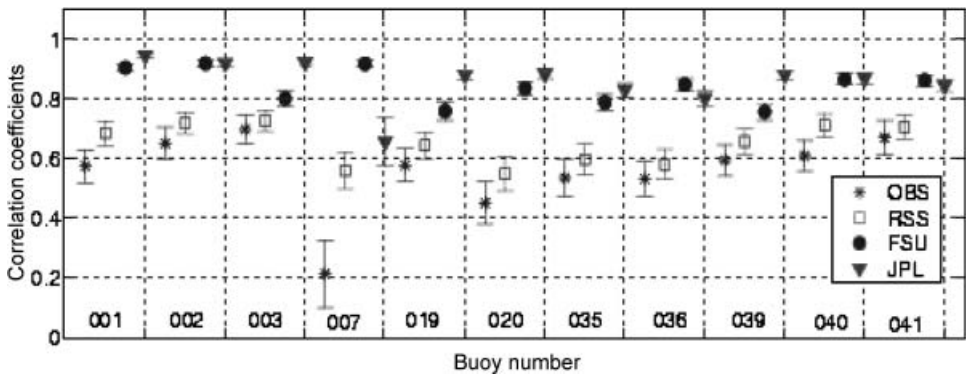 Correlation coefficients
1
0.8
0.6
0.4
0.2
0
001 002 003 007 019 020 035 036 039 040 041
Buoy number
OBS
RSS
FSU
JPL